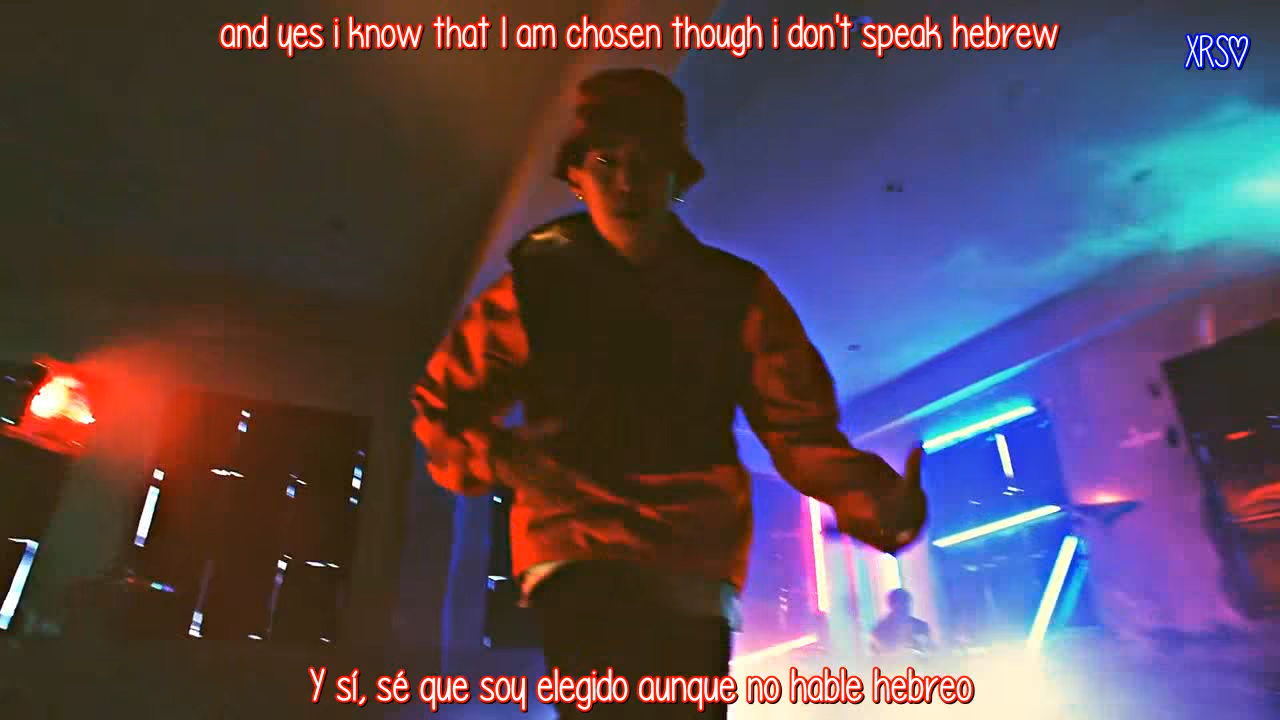 and yes i know that I am chosen though i don't speak hebrew
XRS♡
Y sí, sé que soy elegido aunque no hable hebreo